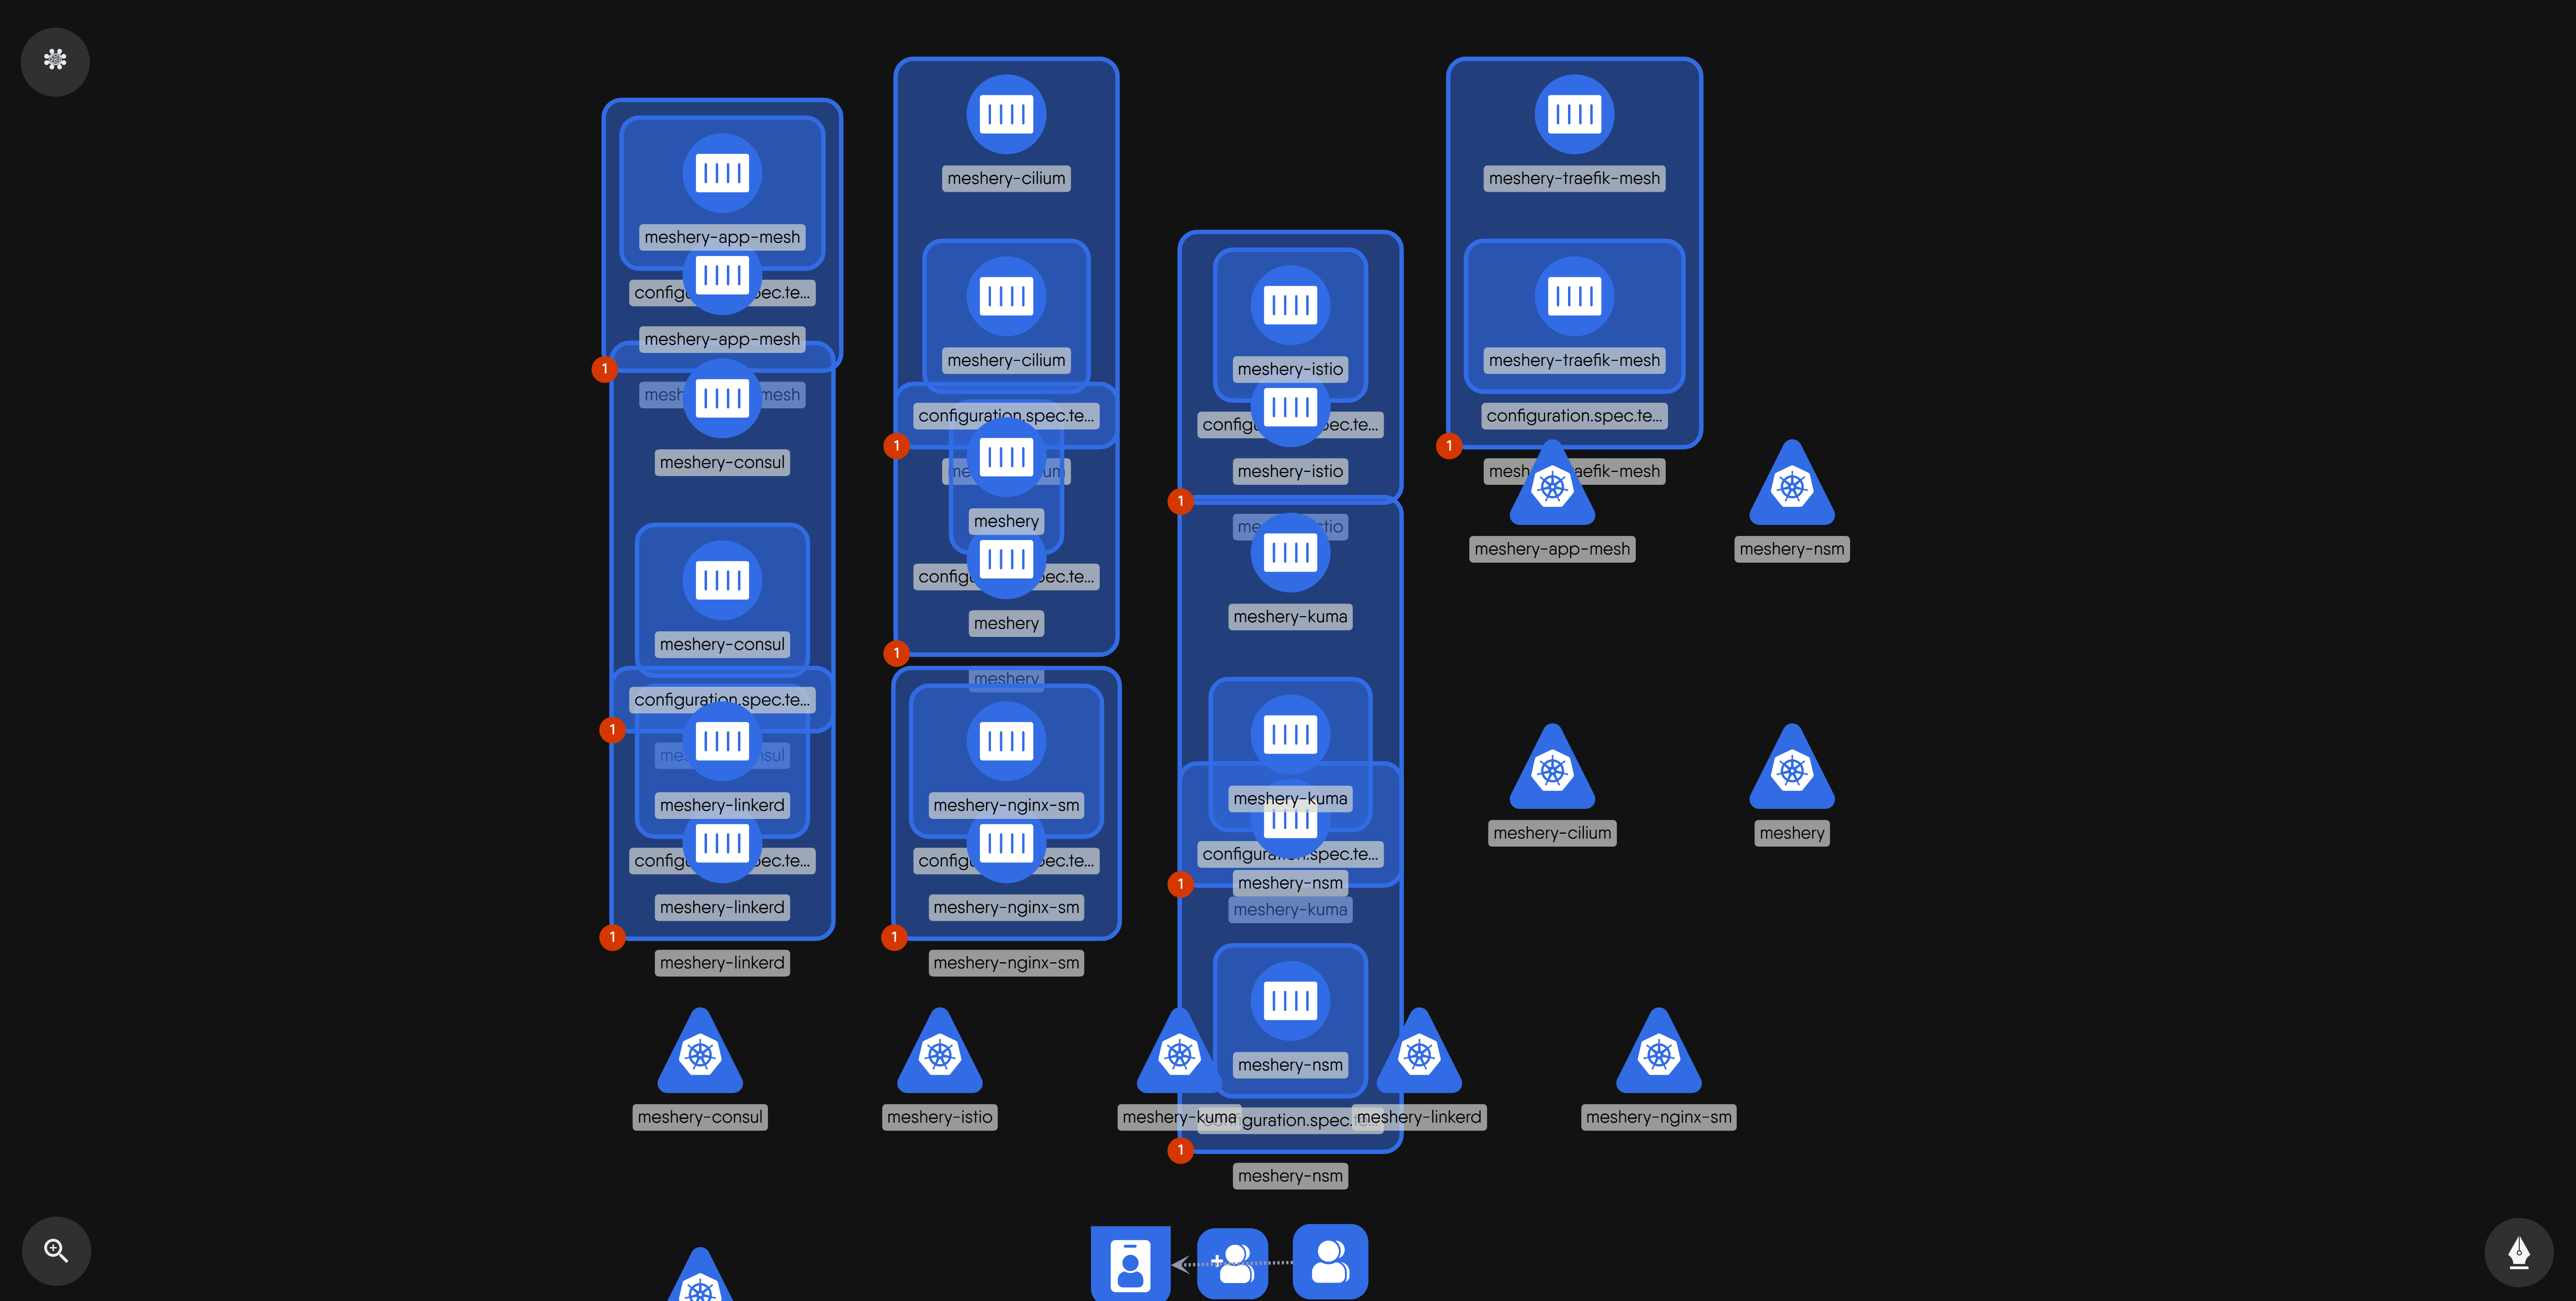 meshery-app-mesh
configu
pec.te...
meshery-app-mesh
1
mesh
mesh
meshery-consul
meshery-consul
configuration.spec.te...
1
me
nsul
meshery-linkerd
config
pec.te...
meshery-linkerd
1
meshery-linkerd
meshery-cilium
meshery-cilium
configuration.spec.te...
1
me
um
meshery
config
pec.te...
meshery
1
meshery
meshery-nginx-sm
config
pec.te...
meshery-nginx-sm
1
meshery-nginx-sm
meshery-istio
config
pec.te...
meshery-istio
1
me
stio
meshery-kuma
meshery-kuma
configuration.spec.te...
meshery-nsm
1
meshery-kuma
meshery-nsm
1
meshery-nsm
meshery-traefik-mesh
meshery-traefik-mesh
configuration.spec.te...
1
mesh
aefik-mesh
meshery-app-mesh
meshery-nsm
meshery-cilium
meshery
meshery-consul
meshery-istio
meshery-kuma
figuration.spec.t
meshery-linkerd
meshery-nginx-sm